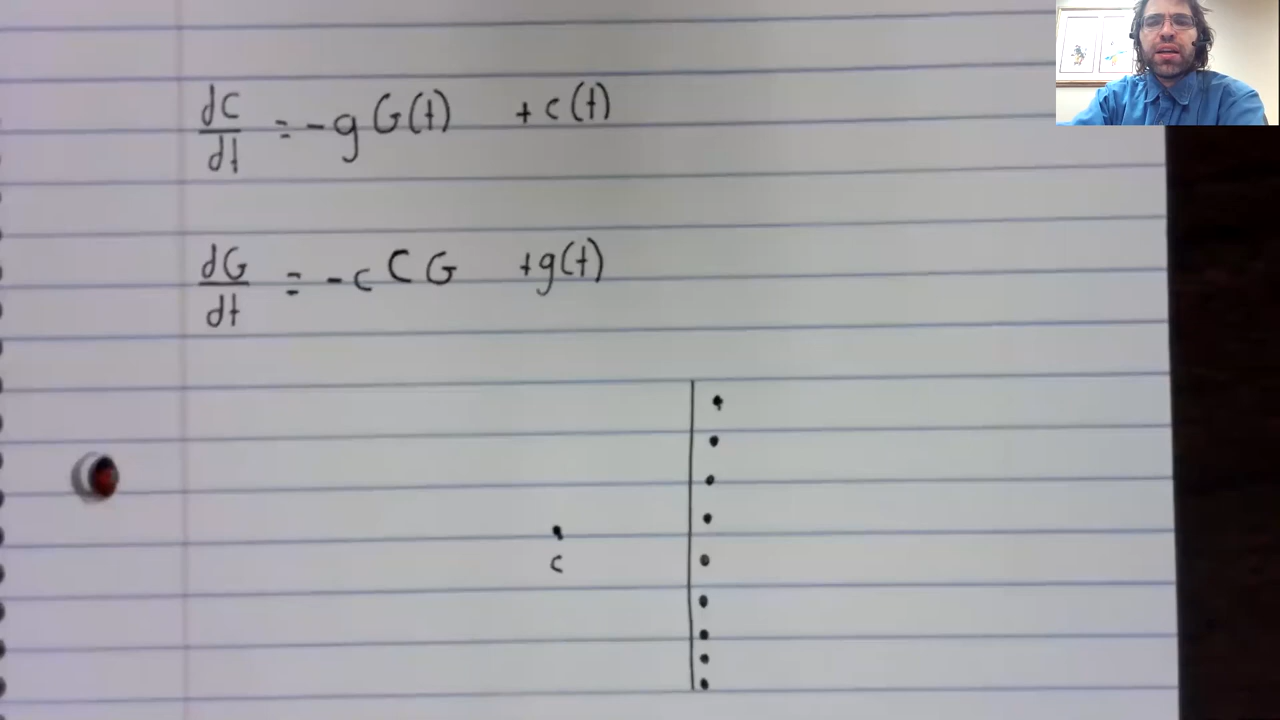 dC/dt = -g G(t) + c(t)
dG/dt = -c C G + g(t)
c